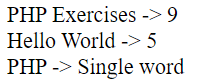 PHP Exercises -> 9
Hello World -> 5
PHP -> Single word